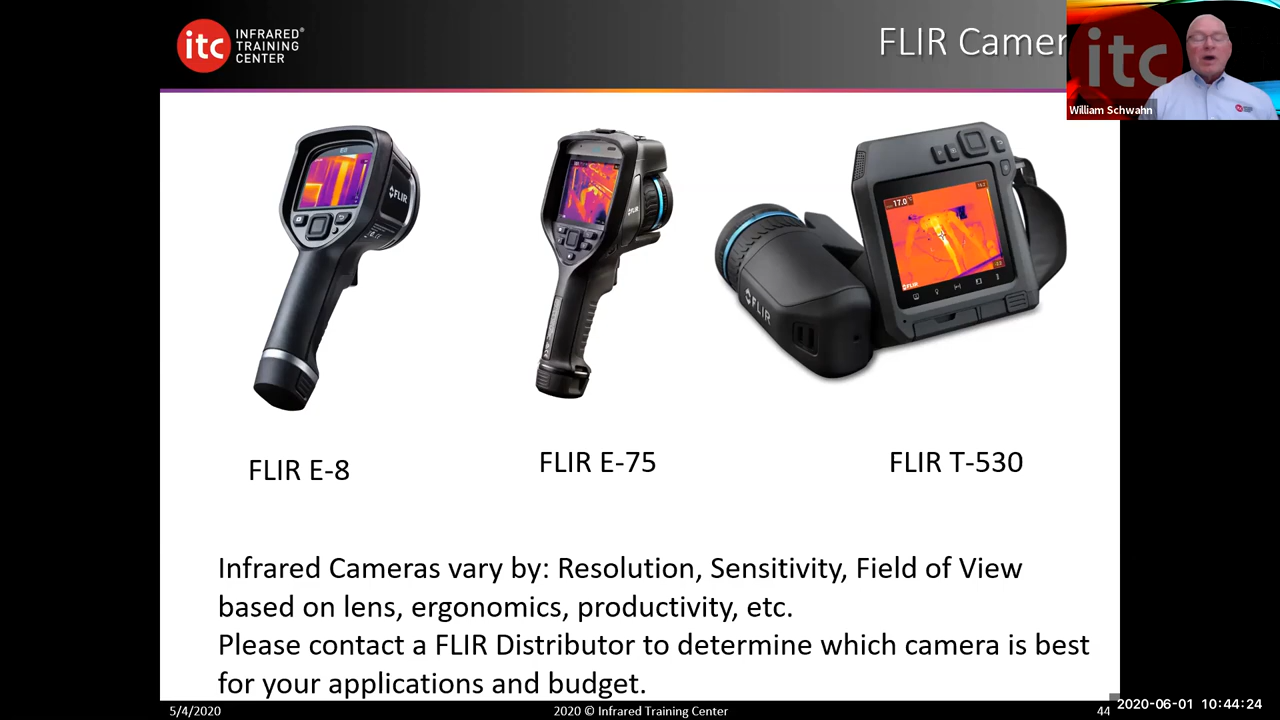 itc INFRARED®
TRAINING
CENTER
FLIR Camer
itc
William Schwahn
FLIR
FLIR
17.0
FLIR
FLIR
FLIR E-8
FLIR E-75
FLIR T-530
Infrared Cameras vary by: Resolution, Sensitivity, Field of View
based on lens, ergonomics, productivity, etc.
Please contact a FLIR Distributor to determine which camera is best
for your applications and budget.
5/4/2020
2020 © Infrared Training Center
44
2020-06-01 10:44:24